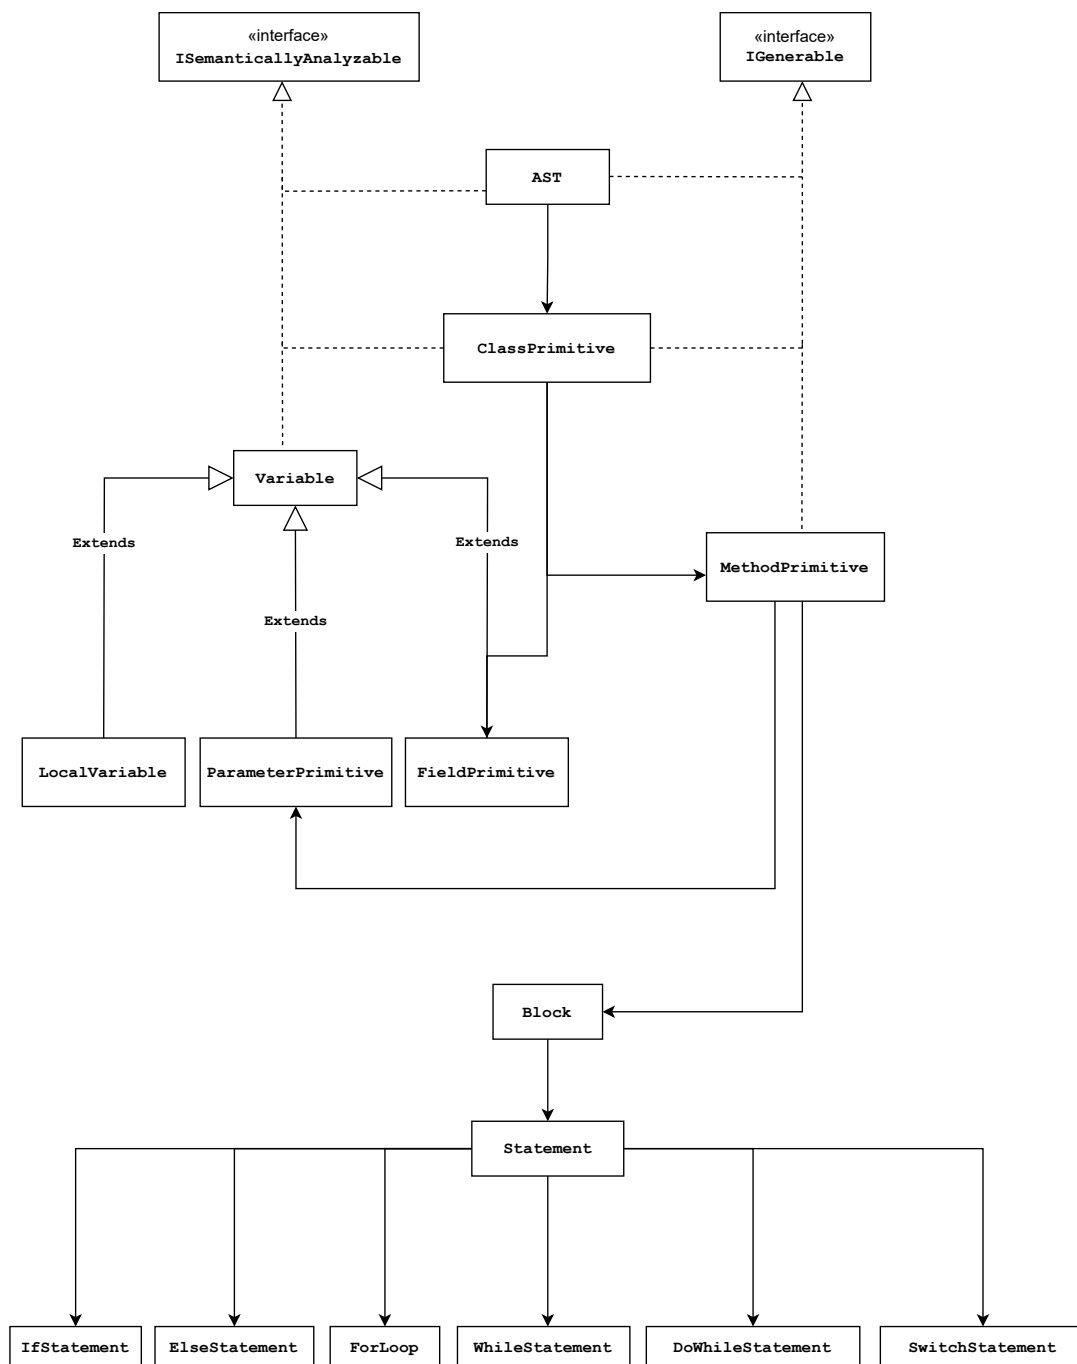 «interface»
ISemanticallyAnalyzable
«interface»
IGenerable
AST
ClassPrimitive
Variable
Extends
Extends
MethodPrimitive
Extends
LocalVariable
ParameterPrimitive
FieldPrimitive
Block
Statement
IfStatement
ElseStatement
ForLoop
WhileStatement
DoWhileStatement
SwitchStatement